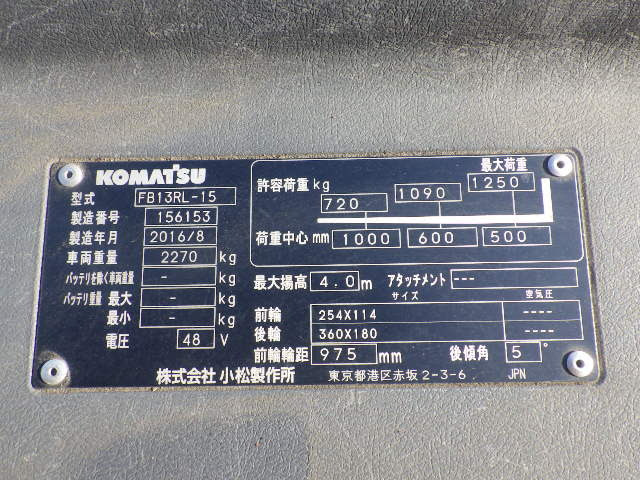 KOMATSU
型式 FB13RL-15
製造番号 156153
製造年月 2016/8
車両重量 2270 kg
バッテリを除く車両重量 - kg
バッテリ重量 最大 - kg
最小 - kg
電圧 48 V
最大荷重
許容荷重 kg 720 1090 1250
荷重中心 mm 1000 600 500
最大揚高 4.0 m アタッチメント ---
サイズ 空気圧
前輪 254X114 ----
後輪 360X180 ----
前輪輪距 975 mm 後傾角 5°
株式会社 小松製作所 東京都港区赤坂 2-3-6 JPN